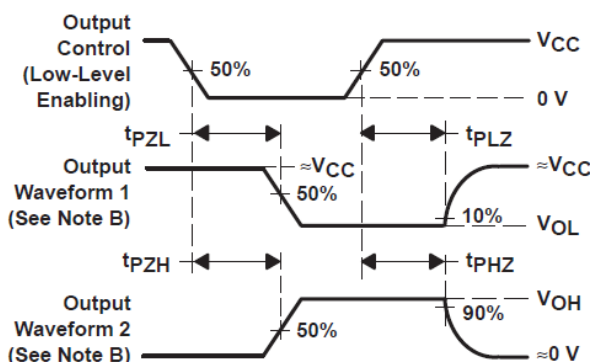 Output
Control
(Low-Level
Enabling)
50%
50%
VCC
0 V
tPZL
tPLZ
Output
Waveform 1
(See Note B)
≈VCC
50%
≈VCC
10%
VOL
tPZH
tPHZ
Output
Waveform 2
(See Note B)
50%
VOH
90%
≈0 V